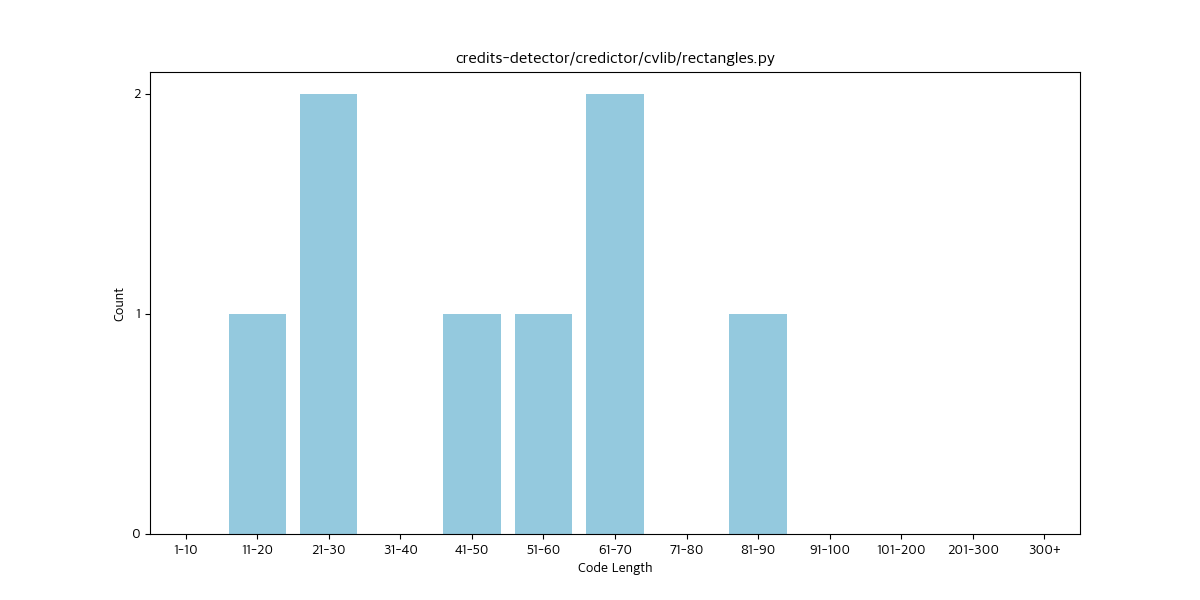 credits-detector/credictor/cvlib/rectangles.py
2
1
0
Count
1-10 11-20 21-30 31-40 41-50 51-60 61-70 71-80 81-90 91-100 101-200 201-300 300+
Code Length